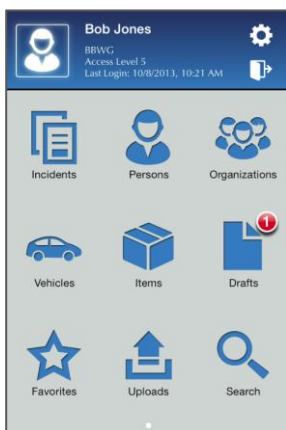 Bob Jones
BBWG
Access Level 5
Last Login: 10/8/2013, 10:21 AM
Incidents
Persons
Organizations
1
Vehicles
Items
Drafts
Favorites
Uploads
Search